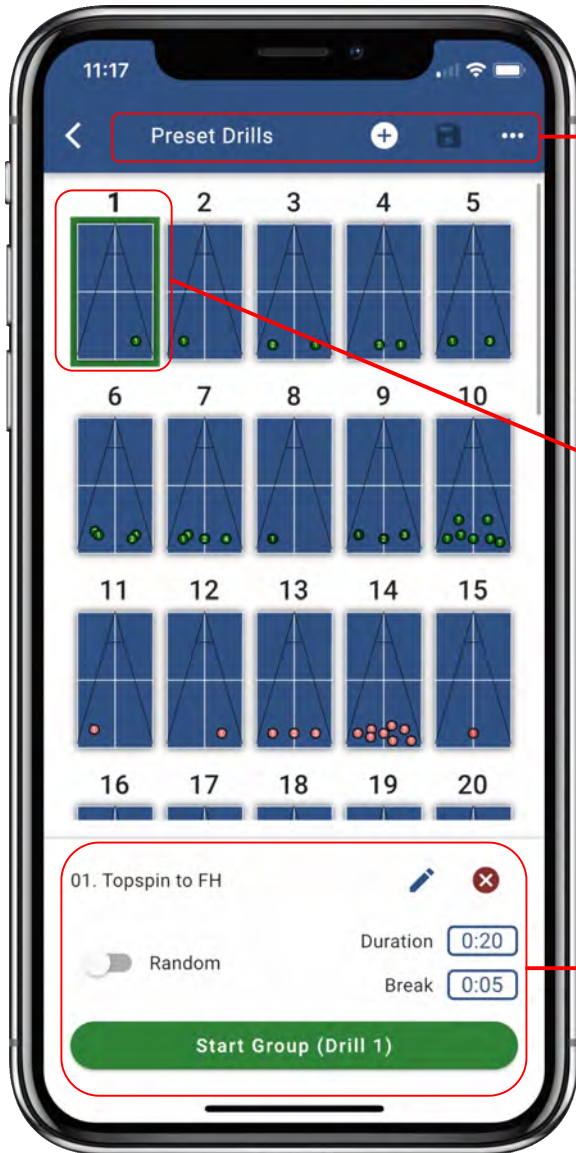 11:17
Preset Drills
1 2 3 4 5
6 7 8 9 10
11 12 13 14 15
16 17 18 19 20
01. Topspin to FH
Random
Duration 0:20
Break 0:05
Start Group (Drill 1)